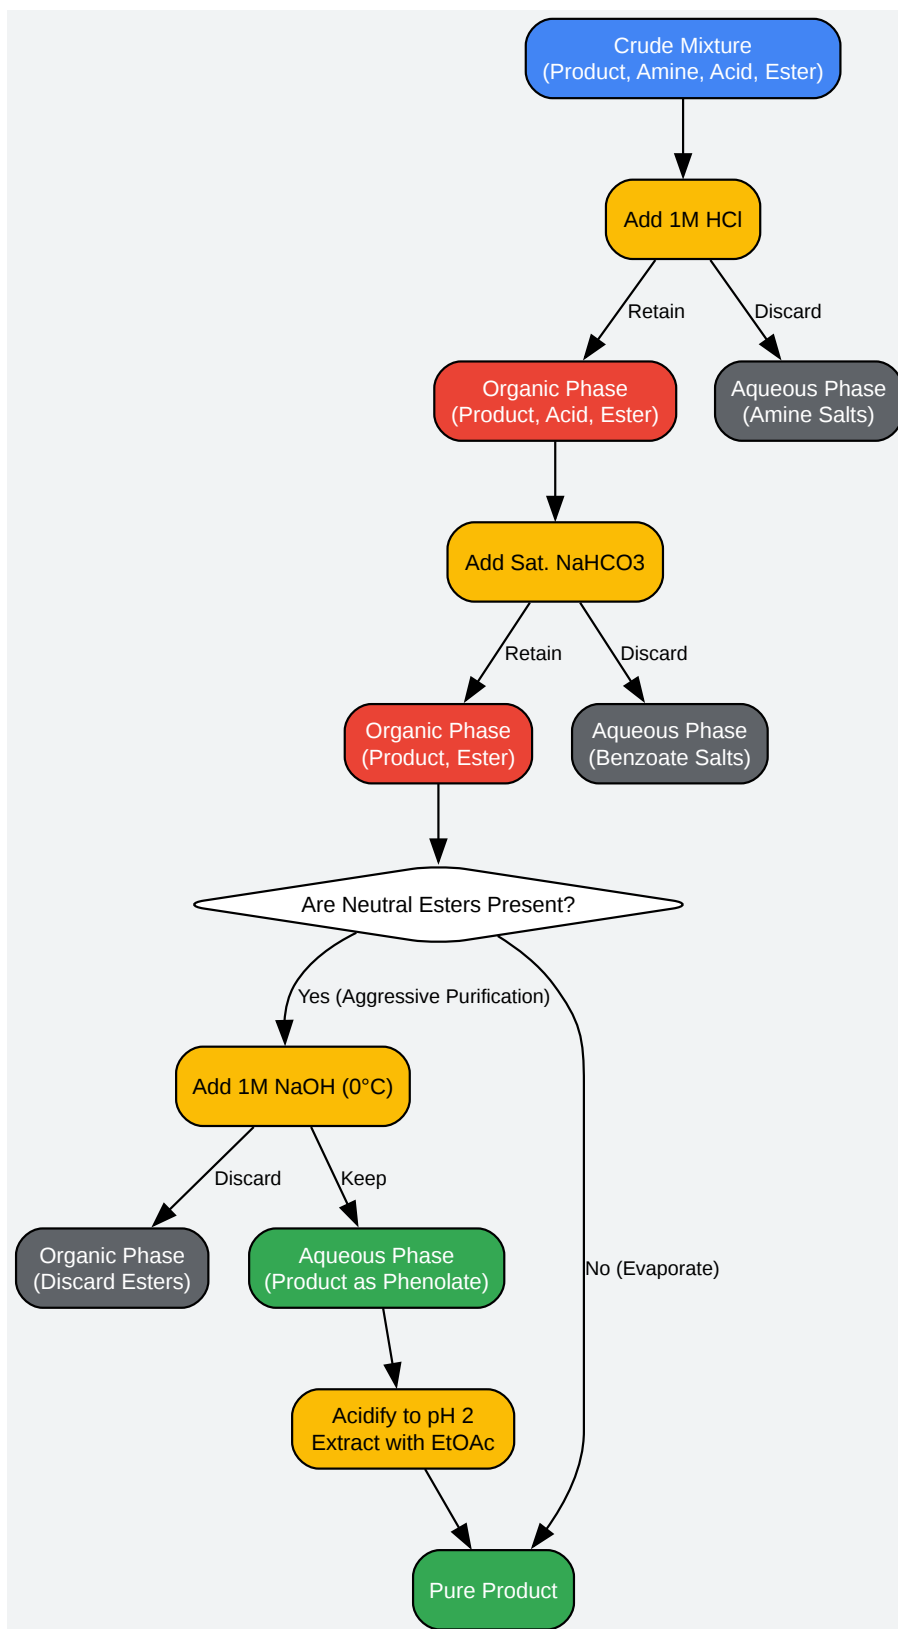 Crude Mixture
(Product, Amine, Acid, Ester)
Add 1M HCl
Retain
Discard
Organic Phase
(Product, Acid, Ester)
Aqueous Phase
(Amine Salts)
Add Sat. NaHCO3
Retain
Discard
Organic Phase
(Product, Ester)
Aqueous Phase
(Benzoate Salts)
Are Neutral Esters Present?
Yes (Aggressive Purification)
Add 1M NaOH (0°C)
Discard
Keep
Organic Phase
(Discard Esters)
Aqueous Phase
(Product as Phenolate)
No (Evaporate)
Acidify to pH 2
Extract with EtOAc
Pure Product